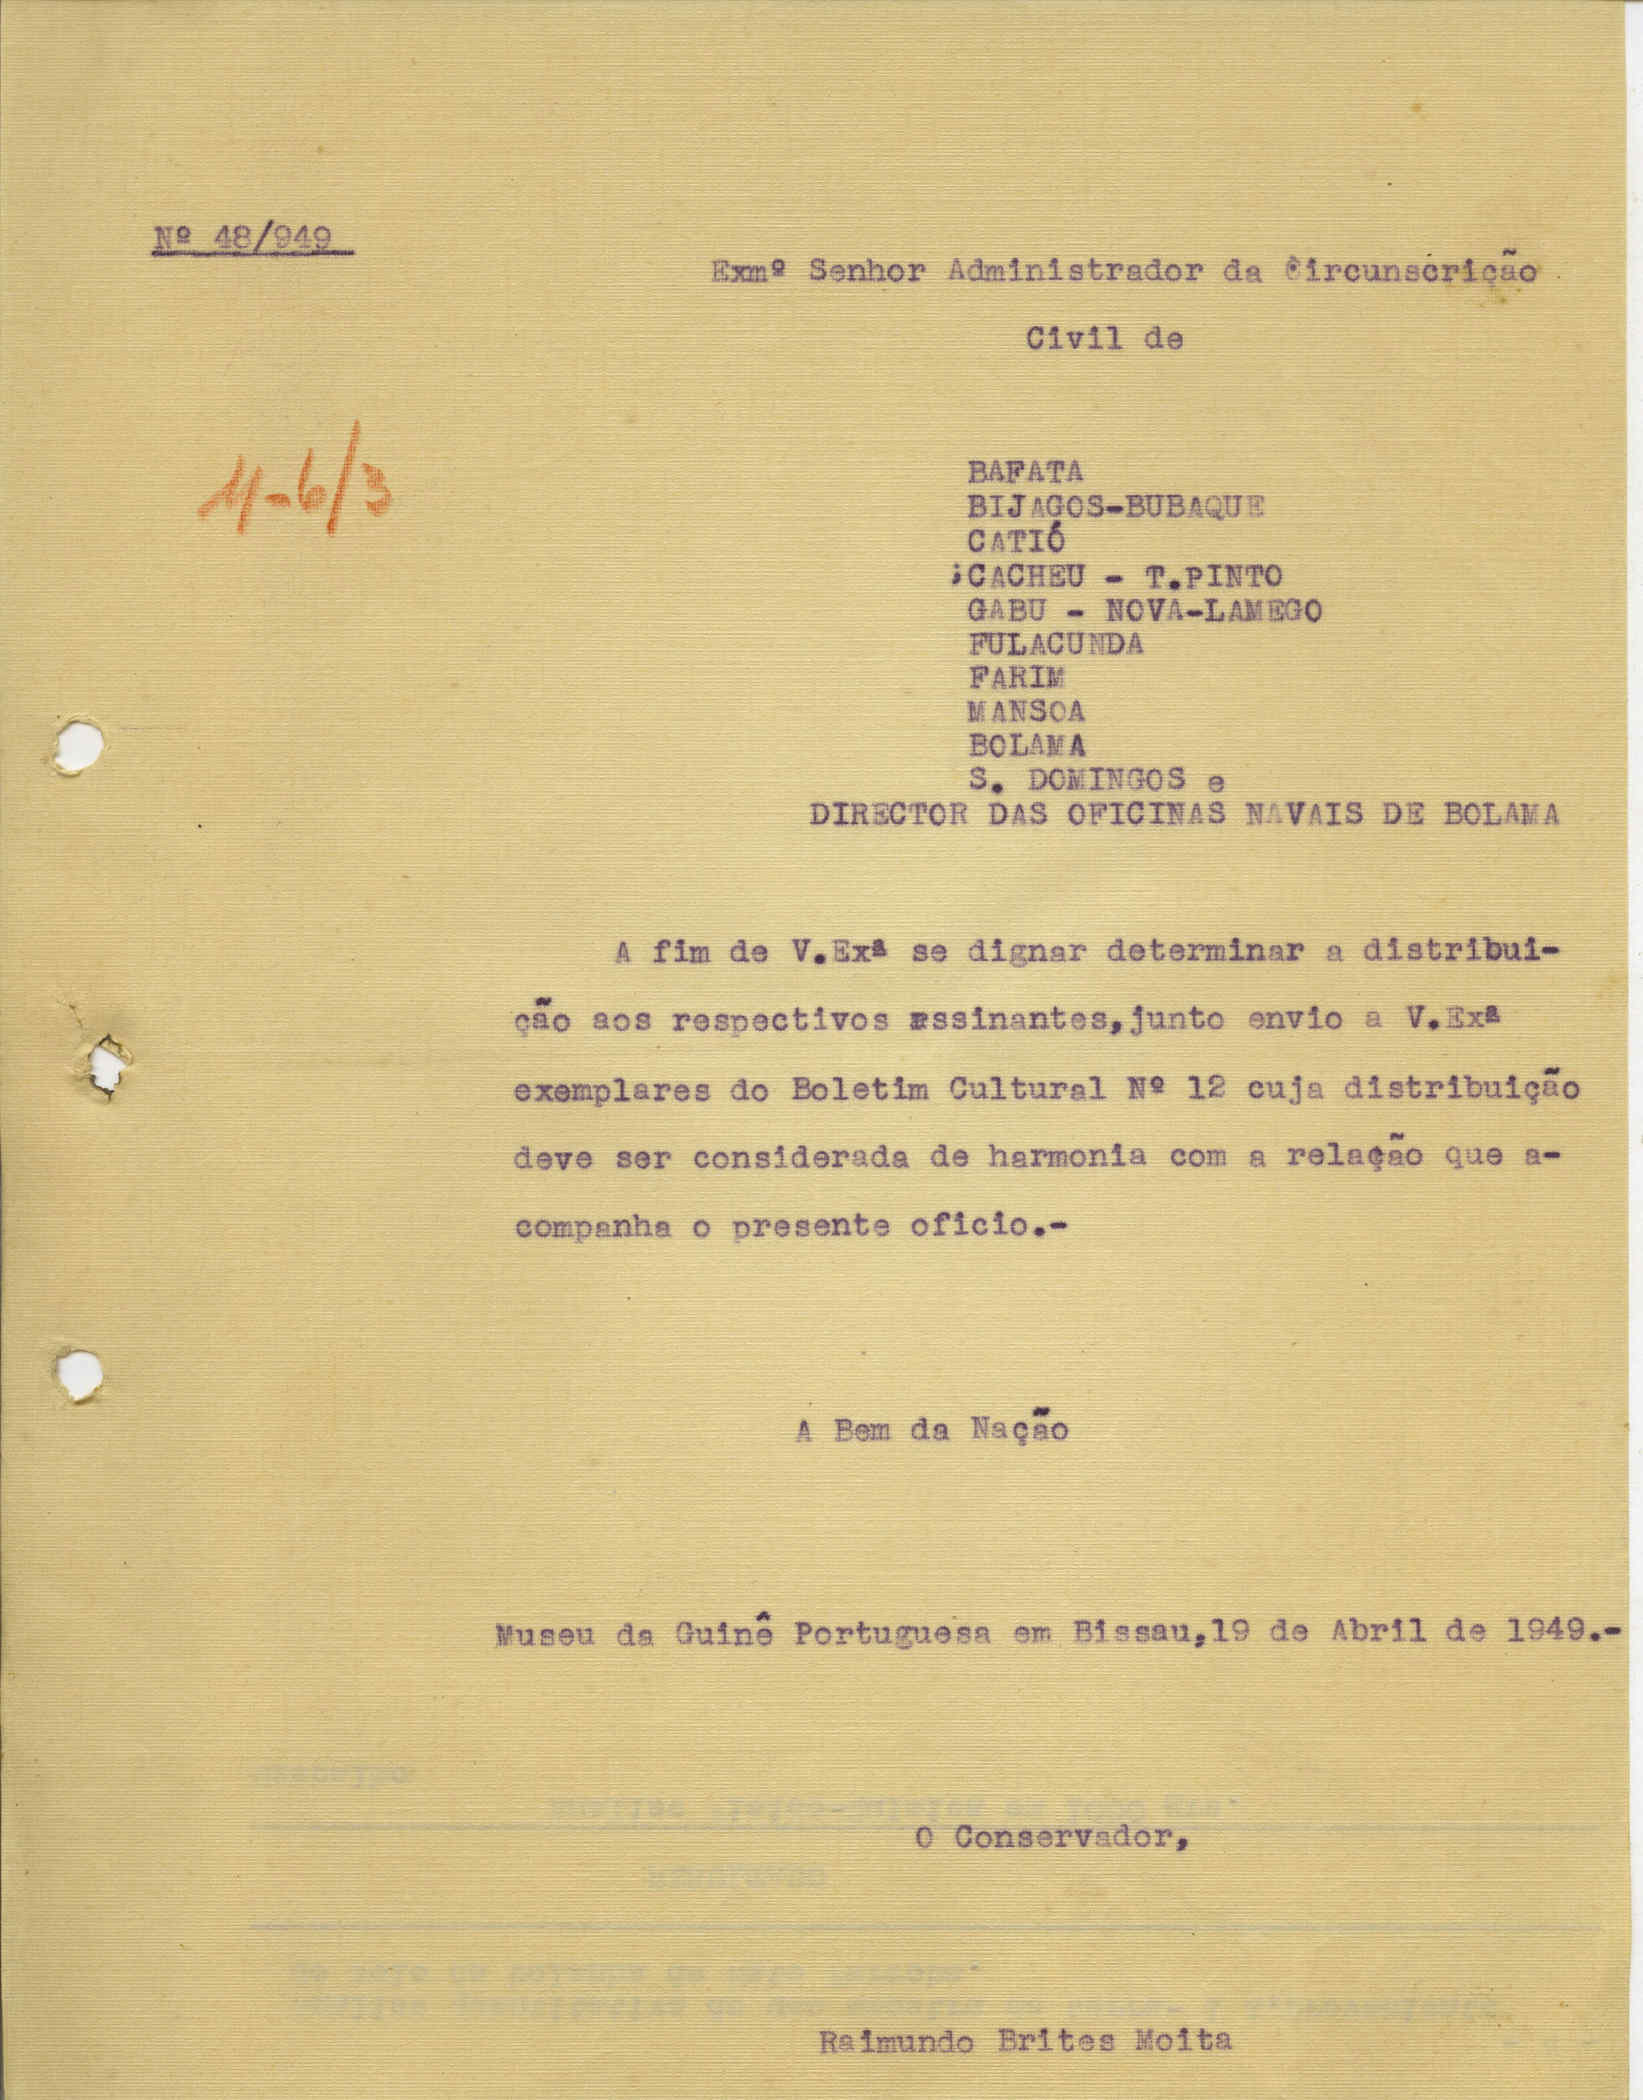 Nº 48/949
Exmº Senhor Administrador da Circunscrição
Civil de
11-6/3
BAFATA
BIJAGOS-BUBAQUE
CATIÓ
;CACHEU - T.PINTO
GABU - NOVA-LAMEGO
FULACUNDA
FARIM
MANSOA
BOLAMA
S. DOMINGOS e
DIRECTOR DAS OFICINAS NAVAIS DE BOLAMA
A fim de V.Exª se dignar determinar a distribui-
ção aos respectivos assinantes,junto envio a V.Exª
exemplares do Boletim Cultural Nº 12 cuja distribuição
deve ser considerada de harmonia com a relação que a-
companha o presente oficio.-
A Bem da Nação
Museu da Guinê Portuguesa em Bissau,19 de Abril de 1949.-
O Conservador,
Raimundo Brites Moita